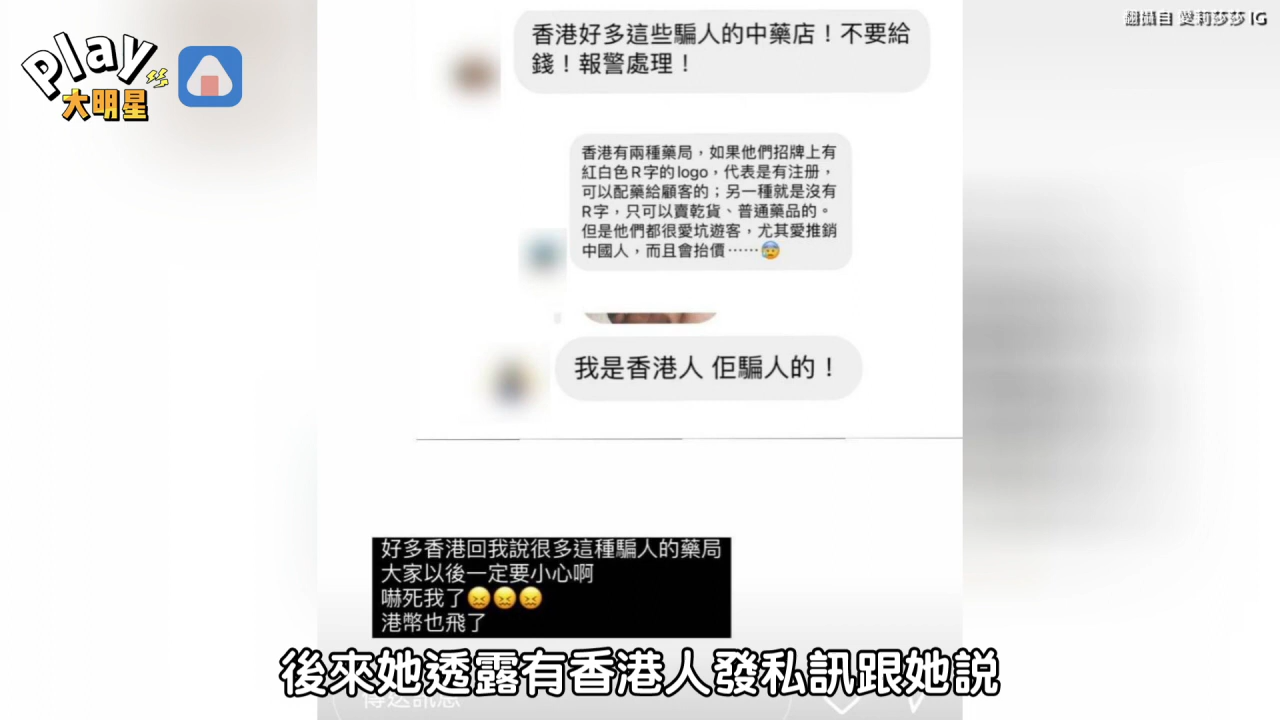 翻攝自 愛莉莎莎 IG
Play
大明星
香港好多這些騙人的中藥店！不要給
錢！報警處理！
香港有兩種藥局，如果他們招牌上有
紅白色R字的logo，代表是有注册，
可以配藥給顧客的；另一種就是沒有
R字，只可以賣乾貨、普通藥品的。
但是他們都很愛坑遊客，尤其愛推銷
中國人，而且會抬價⋯⋯😰
我是香港人 佢騙人的！
好多香港回我說很多這種騙人的藥局
大家以後一定要小心啊
嚇死我了😖😖😖
港幣也飛了
後來她透露有香港人發私訊跟她說
傳送訊息